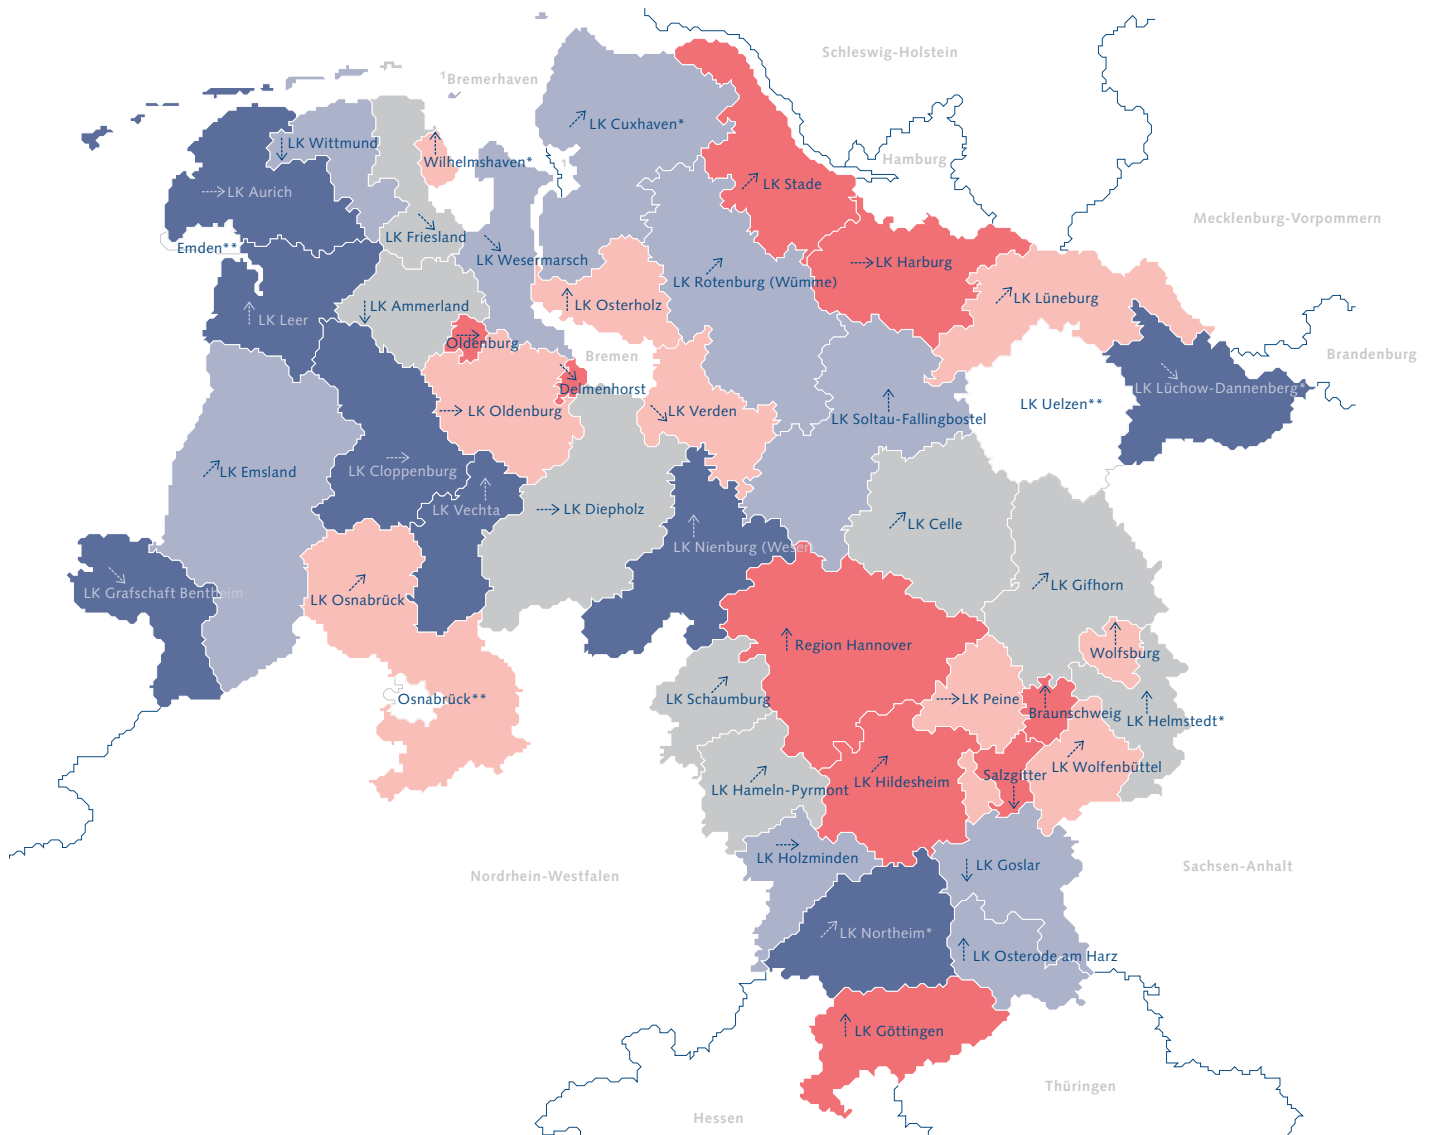 Schleswig-Holstein
¹Bremerhaven
LK Cuxhaven*
LK Wittmund
Hamburg
Wilhelmshaven*
1
LK Stade
LK Aurich
Mecklenburg-Vorpommern
LK Friesland
Emden**
LK Wesermarsch
LK Harburg
LK Rotenburg (Wümme)
LK Lüneburg
LK Ammerland
LK Osterholz
LK Leer
Oldenburg
Bremen
Brandenburg
Delmenhorst
LK Lüchow-Dannenberg*
LK Uelzen**
LK Oldenburg
LK Verden
LK Soltau-Fallingbostel
LK Emsland
LK Cloppenburg
LK Vechta
LK Diepholz
LK Celle
LK Nienburg (Weser)
LK Gifhorn
LK Grafschaft Bentheim
LK Osnabrück
Region Hannover
Wolfsburg
Osnabrück**
LK Schaumburg
LK Peine
Braunschweig
LK Helmstedt*
LK Wolfenbüttel
Salzgitter
LK Hildesheim
LK Hameln-Pyrmont
LK Holzminden
LK Goslar
Sachsen-Anhalt
Nordrhein-Westfalen
LK Northeim*
LK Osterode am Harz
LK Göttingen
Thüringen
Hessen